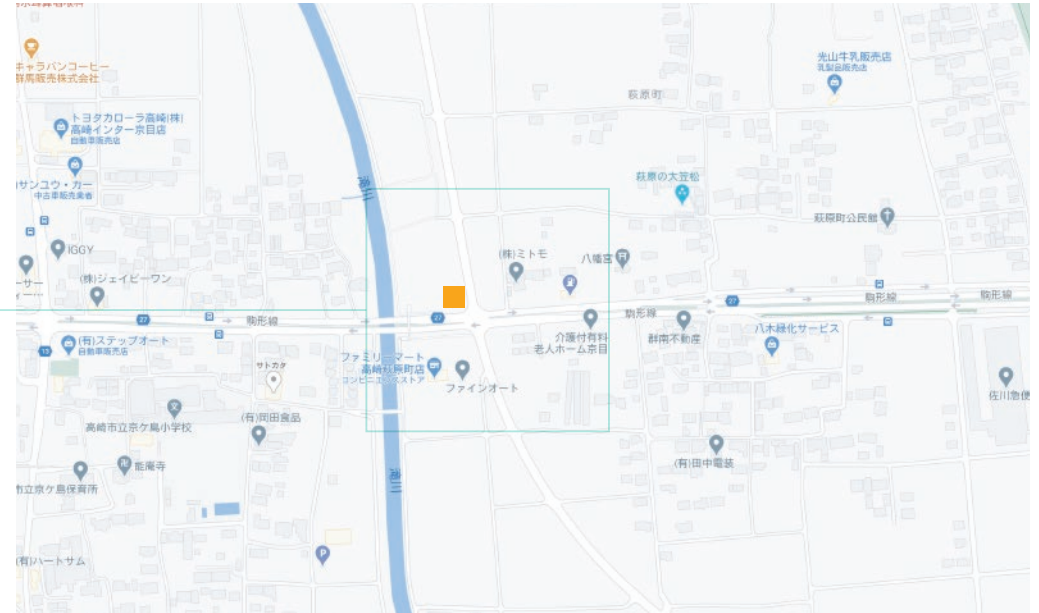 キャラバンコーヒー
群馬販売株式会社
光山牛乳販売店
乳製品販売店
萩原町
トヨタカローラ高崎(株)
高崎インター京目店
自動車販売店
サンユウ・カー
中古車販売業者
萩原の大笠松
滝川
萩原町公民館
IGGY
(株)ミトモ
八幡宮
(株)ジェイピーワン
ーサー
ィー…
27
駒形線
27
駒形線
27
駒形線
駒形線
(有)ステップオート
自動車販売店
13
介護付有料
老人ホーム京目
群南不動産
八木緑化サービス
ファミリーマート
高崎萩原町店
コンビニエンスストア
サトカタ
ファインオート
佐川急便
高崎市立京ケ島小学校
(有)岡田食品
能庵寺
(有)田中電装
市立京ケ島保育所
滝川
P
(有)ハートサム